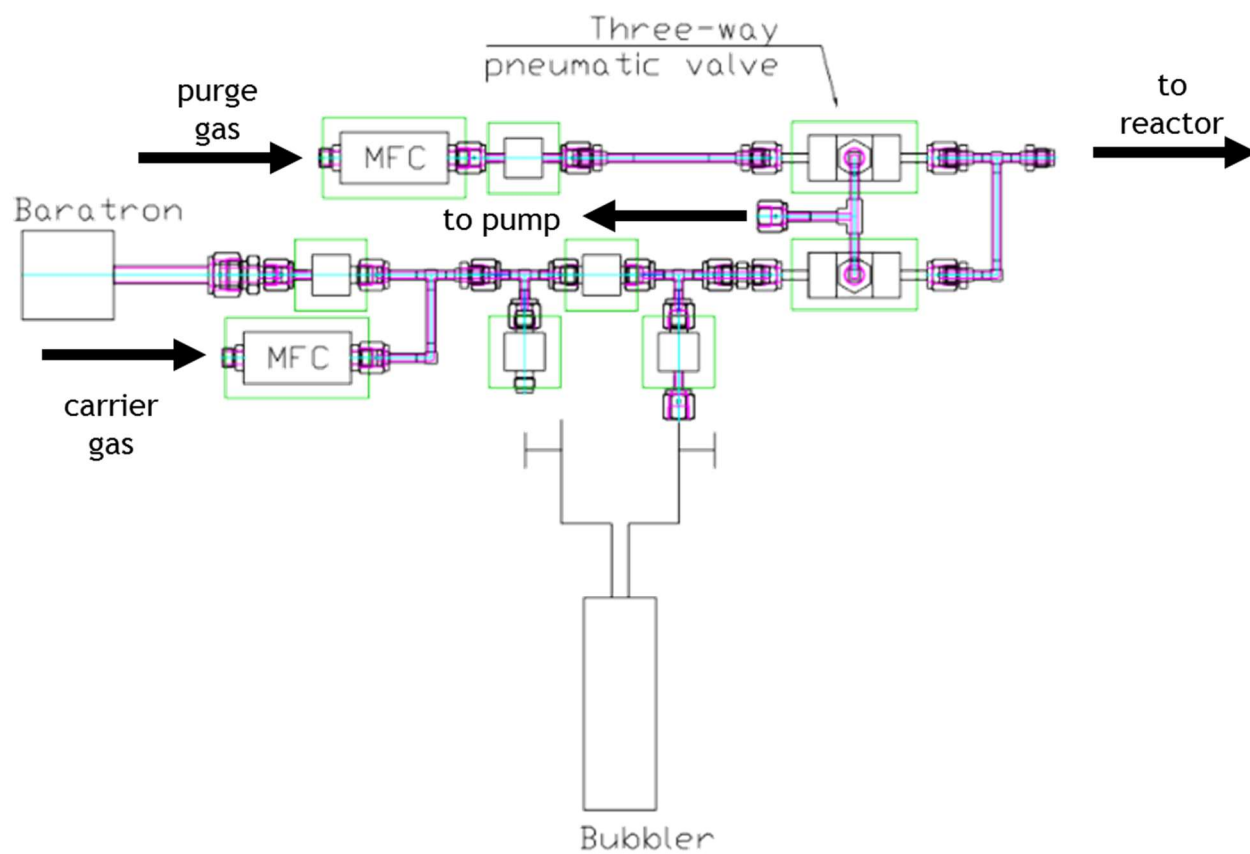 Three-way
pneumatic valve
purge
gas
to
reactor
MFC
Baratron
to pump
MFC
carrier
gas
Bubbler